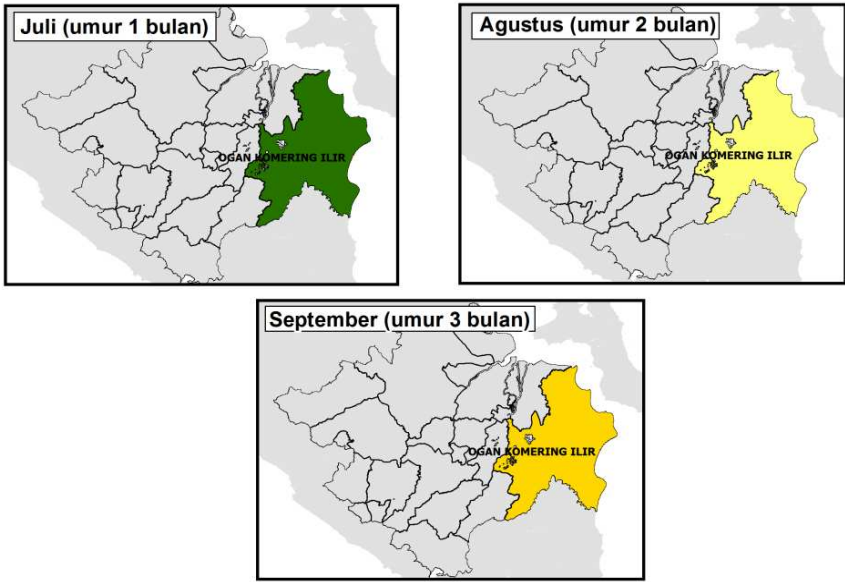 Juli (umur 1 bulan)
OGAN KOMERING ILIR
Agustus (umur 2 bulan)
OGAN KOMERING ILIR
September (umur 3 bulan)
OGAN KOMERING ILIR